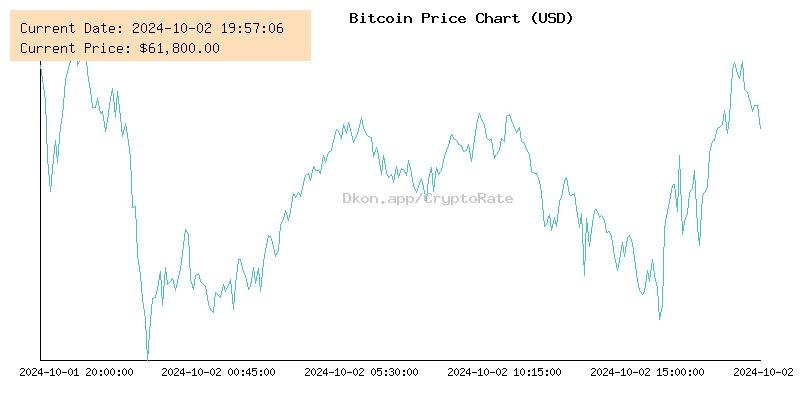 Bitcoin Price Chart (USD)
Current Date: 2024-10-02 19:57:06
Current Price: $61,800.00
Dkon.app/CryptoRate
2024-10-01 20:00:00 2024-10-02 00:45:00 2024-10-02 05:30:00 2024-10-02 10:15:00 2024-10-02 15:00:00 2024-10-02